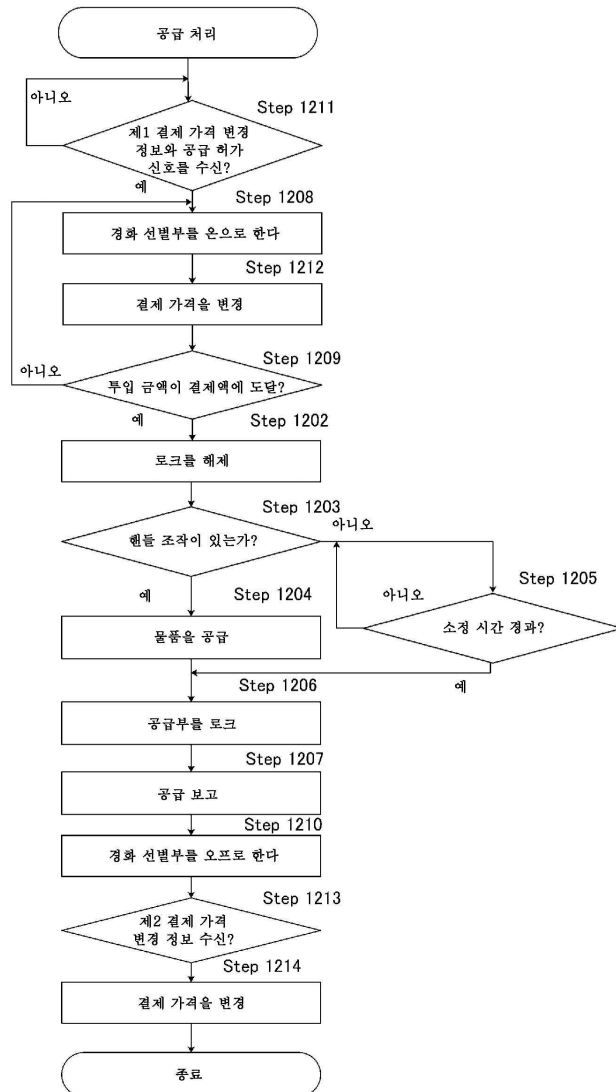 공급 처리
아니오
Step 1211
제1 결제 가격 변경
정보와 공급 허가
신호를 수신?
예
Step 1208
경화 선별부를 온으로 한다
Step 1212
결제 가격을 변경
Step 1209
아니오
투입 금액이 결제액에 도달?
예
Step 1202
로크를 해제
Step 1203
핸들 조작이 있는가?
아니오
Step 1205
아니오
소정 시간 경과?
예
예
Step 1204
물품을 공급
Step 1206
공급부를 로크
Step 1207
공급 보고
Step 1210
경화 선별부를 오프로 한다
Step 1213
제2 결제 가격
변경 정보 수신?
Step 1214
결제 가격을 변경
종료